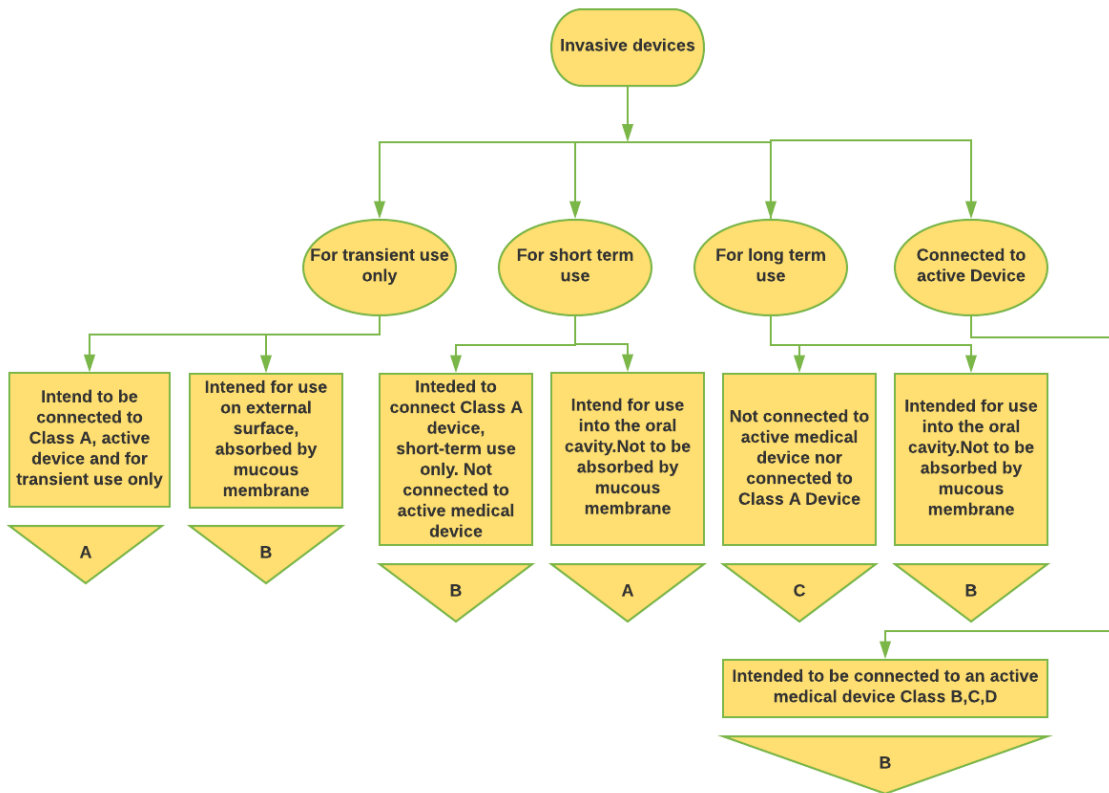 Invasive devices
For transient use
only
For short term
use
For long term
use
Connected to
active Device
Intend to be
connected to
Class A, active
device and for
transient use only
Intened for use
on external
surface,
absorbed by
mucous
membrane
Inteded to
connect Class A
device,
short-term use
only. Not
connected to
active medical
device
Intend for use
into the oral
cavity.Not to be
absorbed by
mucous
membrane
Not connected to
active medical
device nor
connected to
Class A Device
Intended for use
into the oral
cavity.Not to be
absorbed by
mucous
membrane
A
B
B
A
C
B
Intended to be connected to an active
medical device Class B,C,D
B